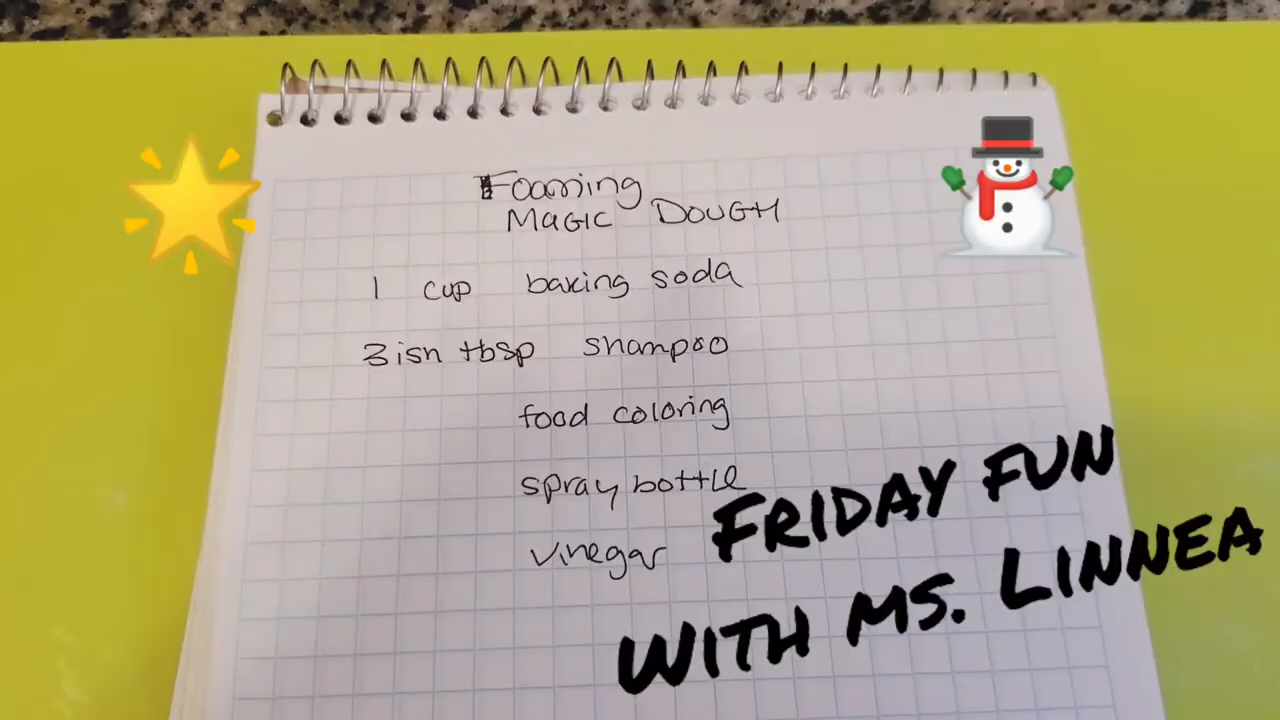 Foaming
MAGIC DOUGH
1 cup baking soda
3ish tbsp shampoo
food coloring
spray bottle
vinegar
FRIDAY FUN
WITH MS. LINNEA